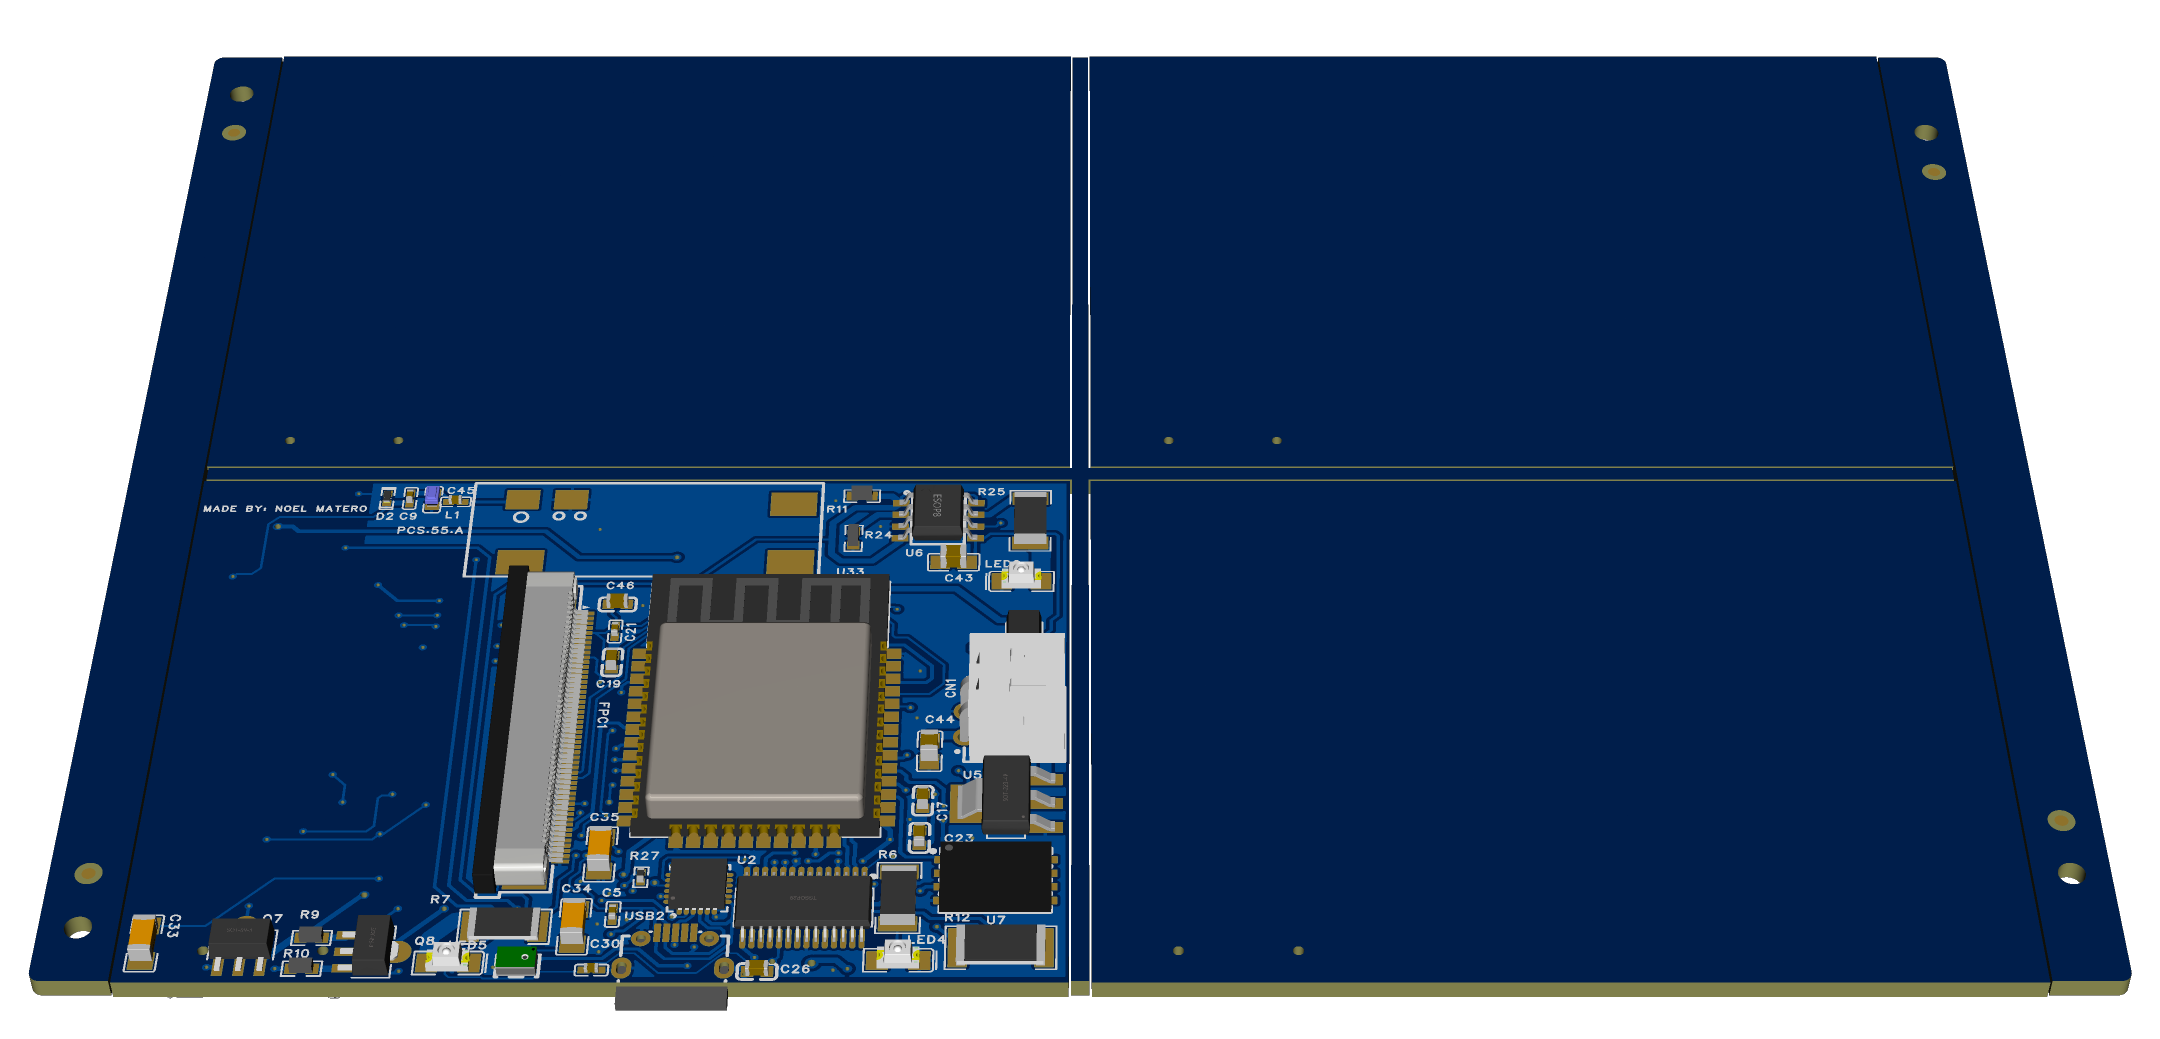 MADE BY: NOEL MATERO
D2
C9
C45
L1
PCS.55.A
R11
R24
ESOP8
U6
R25
C43
U33
C46
C21
C19
FPC1
CN1
C44
U5
C17
C23
C35
R27
U2
R6
C34
C5
USB2
C30
C26
R12
U7
LED4
R7
Q8
R9
R10
C33